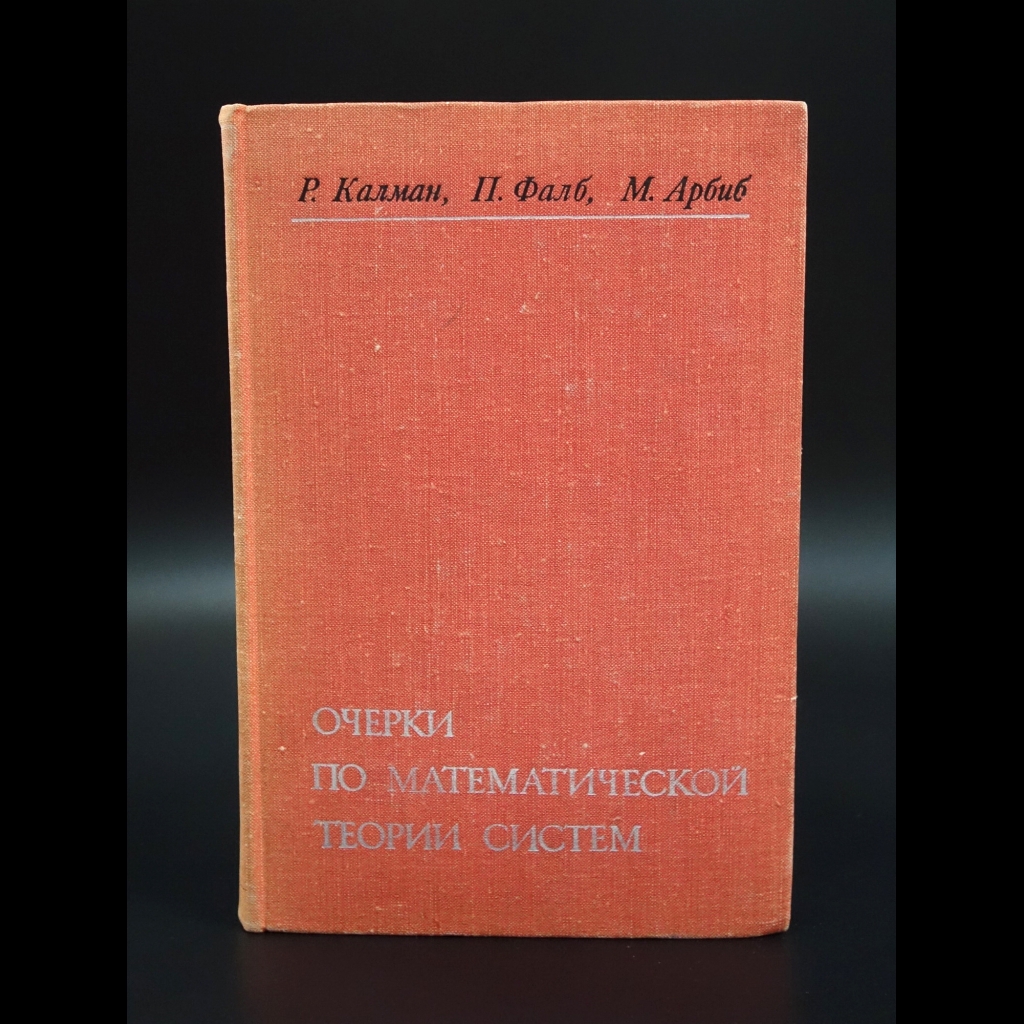 Р. Калман, П. Фалб, М. Арбиб
ОЧЕРКИ
ПО МАТЕМАТИЧЕСКОЙ
ТЕОРИИ СИСТЕМ